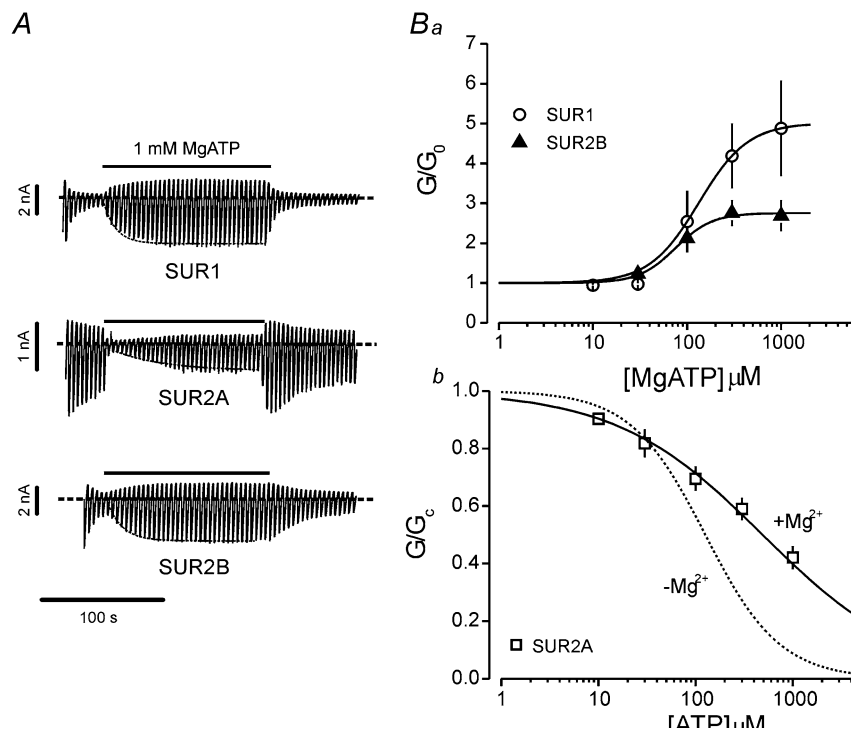 A
1 mM MgATP
2 nA
SUR1
1 nA
SUR2A
2 nA
SUR2B
100 s
Ba
7
6
5
4
3
2
1
0
G/G0
SUR1
SUR2B
1 10 100 1000
[MgATP] µM
b
1.0
0.8
0.6
0.4
0.2
0.0
G/Gc
+Mg2+
-Mg2+
SUR2A
1 10 100 1000
[ATP]µM